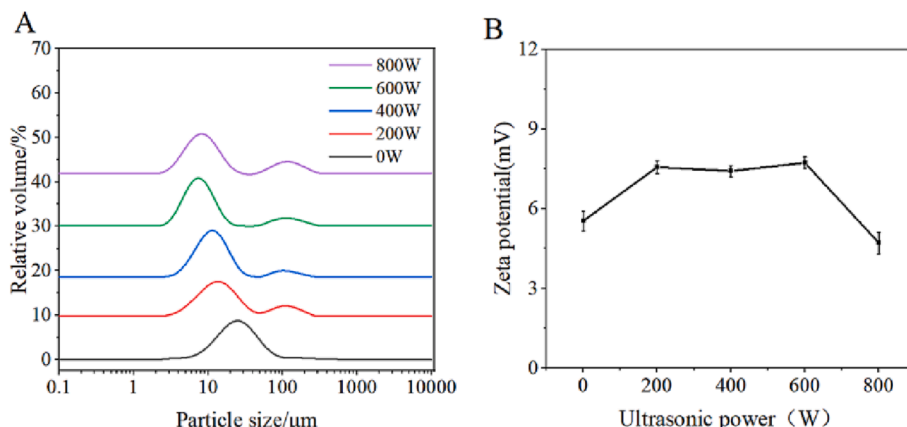 A
Relative volume/%
70
60
50
40
30
20
10
0
800W
600W
400W
200W
0W
0.1 1 10 100 1000 10000
Particle size/μm
B
Zeta potential(mV)
12
9
6
3
0
0 200 400 600 800
Ultrasonic power（W）